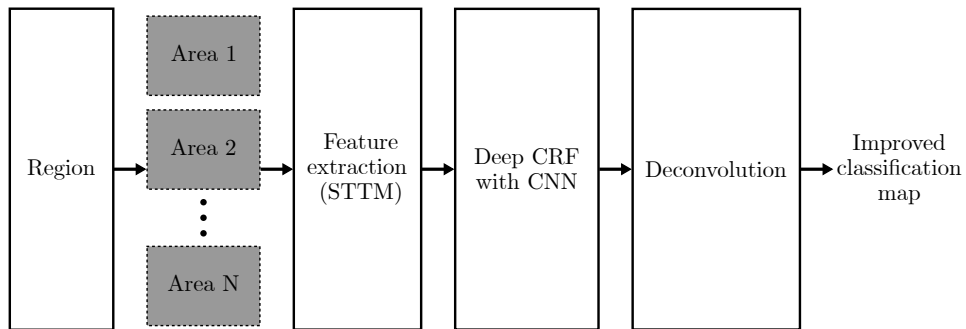 Region
Area 1
Area 2
Area N
Feature
extraction
(STTM)
Deep CRF
with CNN
Deconvolution
Improved
classification
map